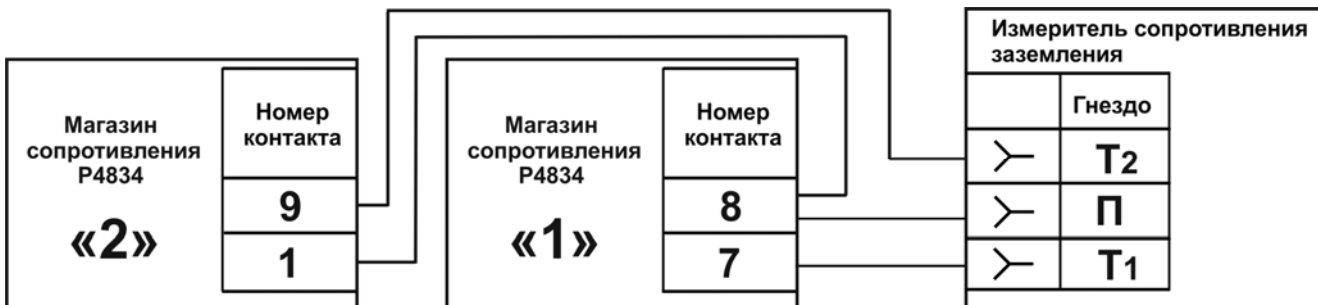 Магазин
сопротивления
Р4834
«2»
Номер
контакта
9
1
Магазин
сопротивления
Р4834
«1»
Номер
контакта
8
7
Измеритель сопротивления
заземления
Гнездо
Т2
П
Т1